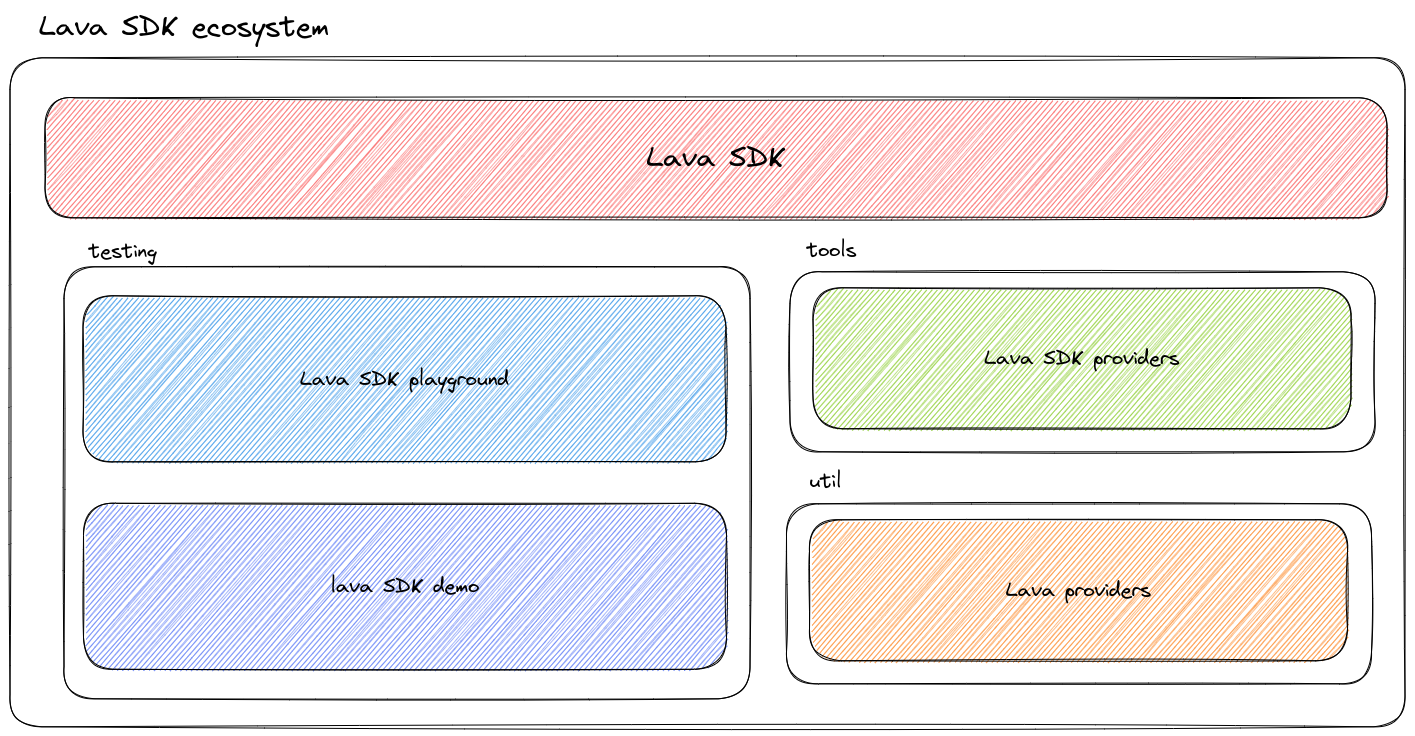 Lava SDK ecosystem
Lava SDK
testing
Lava SDK playground
lava SDK demo
tools
Lava SDK providers
util
Lava providers